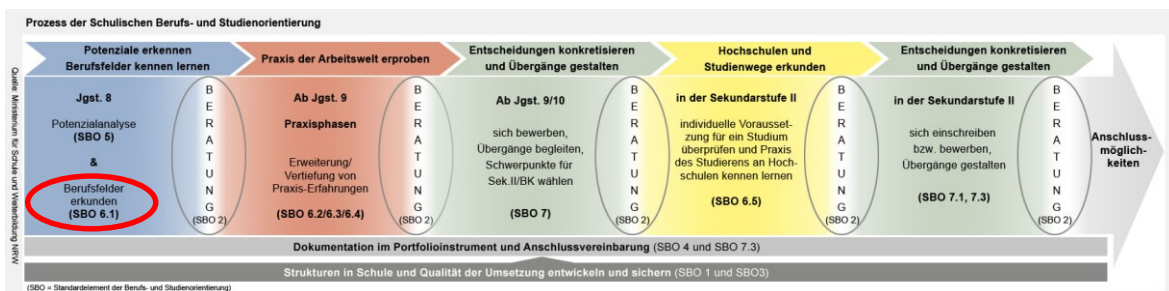 Prozess der Schulischen Berufs- und Studienorientierung
Quelle: Ministerium für Schule und Weiterbildung NRW
Potenziale erkennen
Berufsfelder kennen lernen
Jgst. 8
Potenzialanalyse
(SBO 5)
&
Berufsfelder
erkunden
(SBO 6.1)
BERATUNG
(SBO 2)
Praxis der Arbeitswelt erproben
Ab Jgst. 9
Praxisphasen
Erweiterung/
Vertiefung von
Praxis-Erfahrungen
(SBO 6.2/6.3/6.4)
BERATUNG
(SBO 2)
Entscheidungen konkretisieren
und Übergänge gestalten
Ab Jgst. 9/10
sich bewerben,
Übergänge begleiten,
Schwerpunkte für
Sek.II/BK wählen
(SBO 7)
BERATUNG
(SBO 2)
Hochschulen und
Studienwege erkunden
in der Sekundarstufe II
individuelle Vorausset-
zung für ein Studium
überprüfen und Praxis
des Studierens an Hoch-
schulen kennen lernen
(SBO 6.5)
BERATUNG
(SBO 2)
Entscheidungen konkretisieren
und Übergänge gestalten
in der Sekundarstufe II
sich einschreiben
bzw. bewerben,
Übergänge gestalten
(SBO 7.1, 7.3)
BERATUNG
(SBO 2)
Anschluss-
möglich-
keiten
Dokumentation im Portfolioinstrument und Anschlussvereinbarung (SBO 4 und SBO 7.3)
Strukturen in Schule und Qualität der Umsetzung entwickeln und sichern (SBO 1 und SBO3)
(SBO = Standardelement der Berufs- und Studienorientierung)